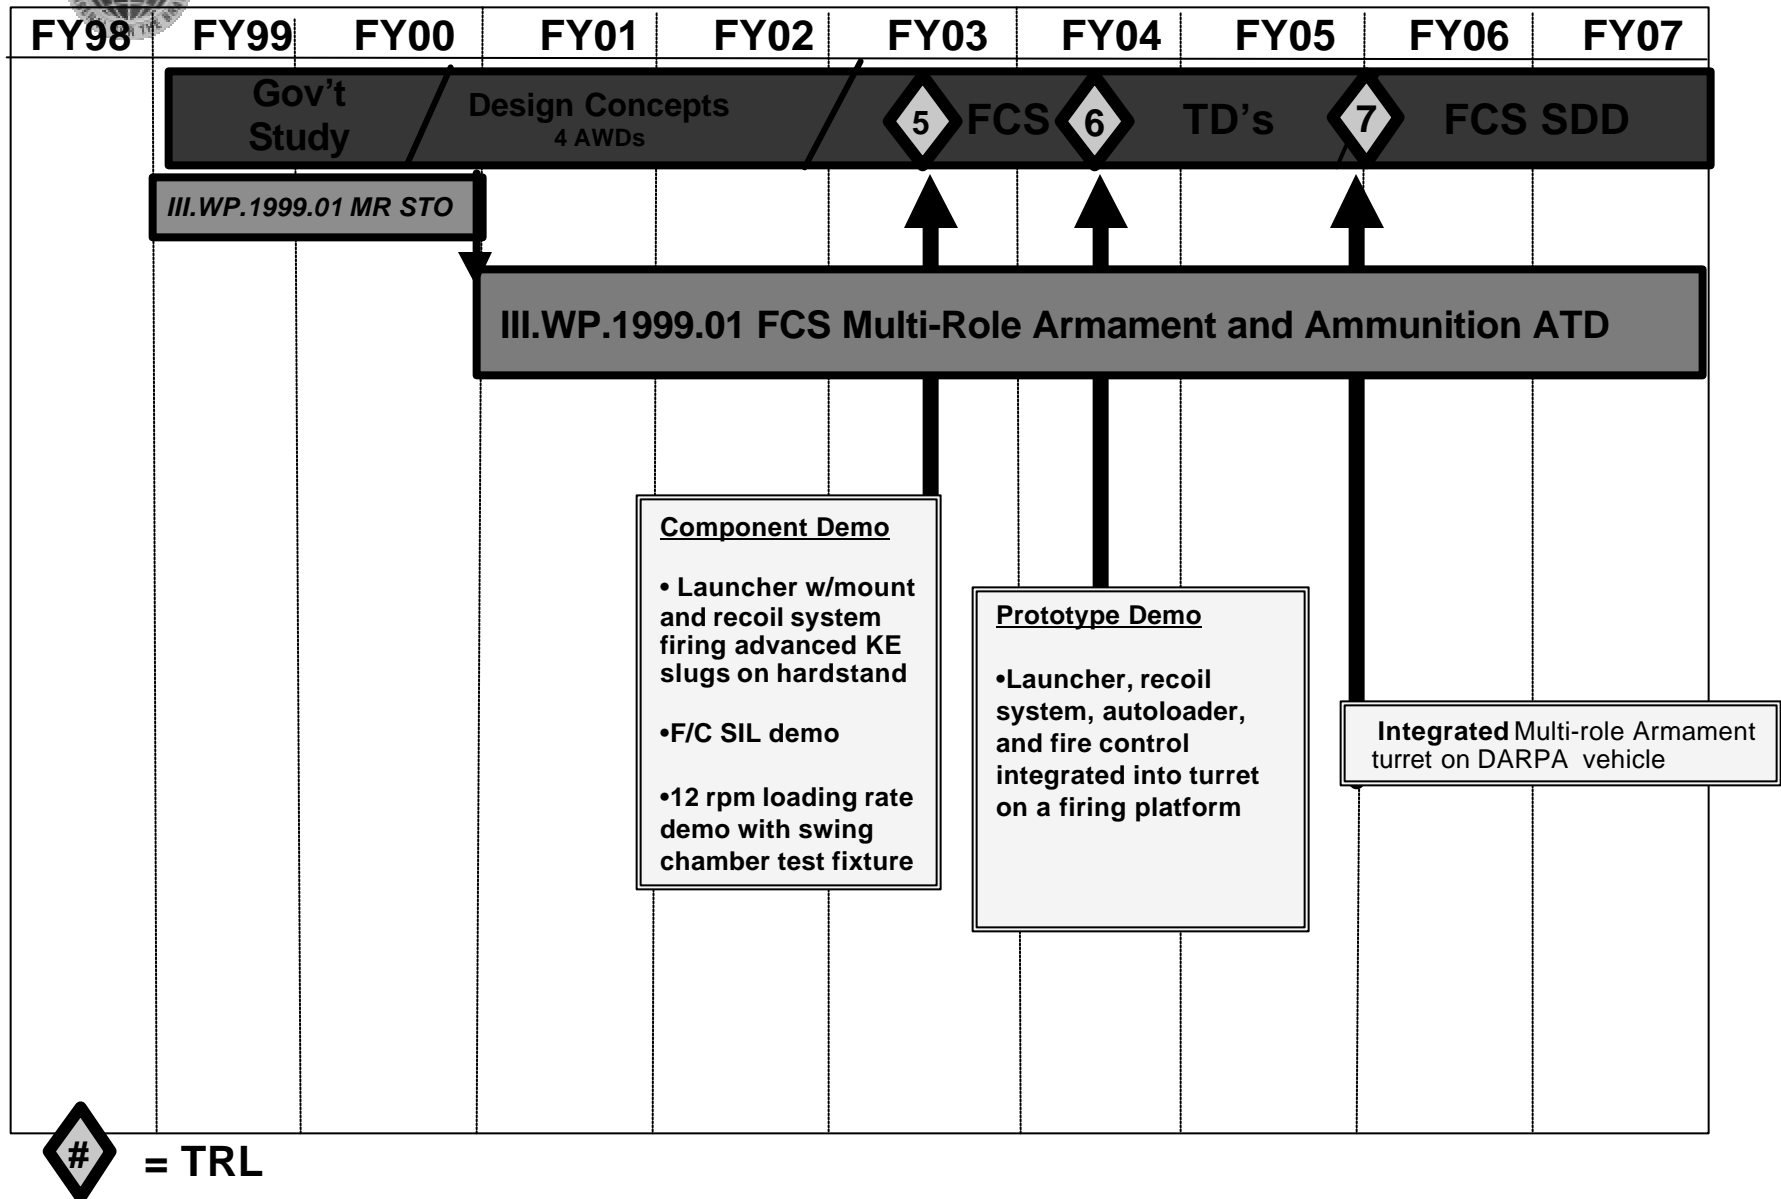 FY98 FY99 FY00 FY01 FY02 FY03 FY04 FY05 FY06 FY07
Gov't
Study
Design Concepts
4 AWDs
5 FCS 6 TD's 7 FCS SDD
III.WP.1999.01 MR STO
III.WP.1999.01 FCS Multi-Role Armament and Ammunition ATD
Component Demo
• Launcher w/mount
and recoil system
firing advanced KE
slugs on hardstand
•F/C SIL demo
•12 rpm loading rate
demo with swing
chamber test fixture
Prototype Demo
•Launcher, recoil
system, autoloader,
and fire control
integrated into turret
on a firing platform
Integrated Multi-role Armament
turret on DARPA vehicle
# = TRL